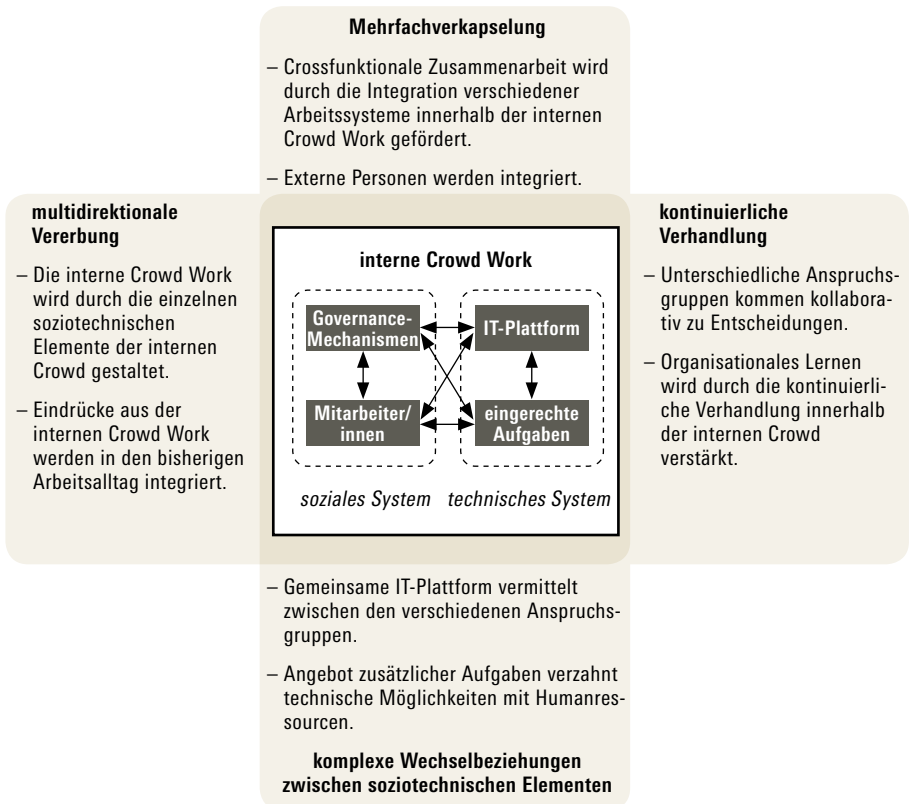 Mehrfachverkapselung
– Crossfunktionale Zusammenarbeit wird
durch die Integration verschiedener
Arbeitssysteme innerhalb der internen
Crowd Work gefördert.
– Externe Personen werden integriert.
multidirektionale
Vererbung
– Die interne Crowd Work
wird durch die einzelnen
soziotechnischen
Elemente der internen
Crowd gestaltet.
– Eindrücke aus der
internen Crowd Work
werden in den bisherigen
Arbeitsalltag integriert.
interne Crowd Work
Governance-
Mechanismen
IT-Plattform
Mitarbeiter/
innen
eingerechte
Aufgaben
soziales System
technisches System
kontinuierliche
Verhandlung
– Unterschiedliche Anspruchs-
gruppen kommen kollabora-
tiv zu Entscheidungen.
– Organisationales Lernen
wird durch die kontinuierli-
che Verhandlung innerhalb
der internen Crowd
verstärkt.
– Gemeinsame IT-Plattform vermittelt
zwischen den verschiedenen Anspruchs-
gruppen.
– Angebot zusätzlicher Aufgaben verzahnt
technische Möglichkeiten mit Humanres-
sourcen.
komplexe Wechselbeziehungen
zwischen soziotechnischen Elementen